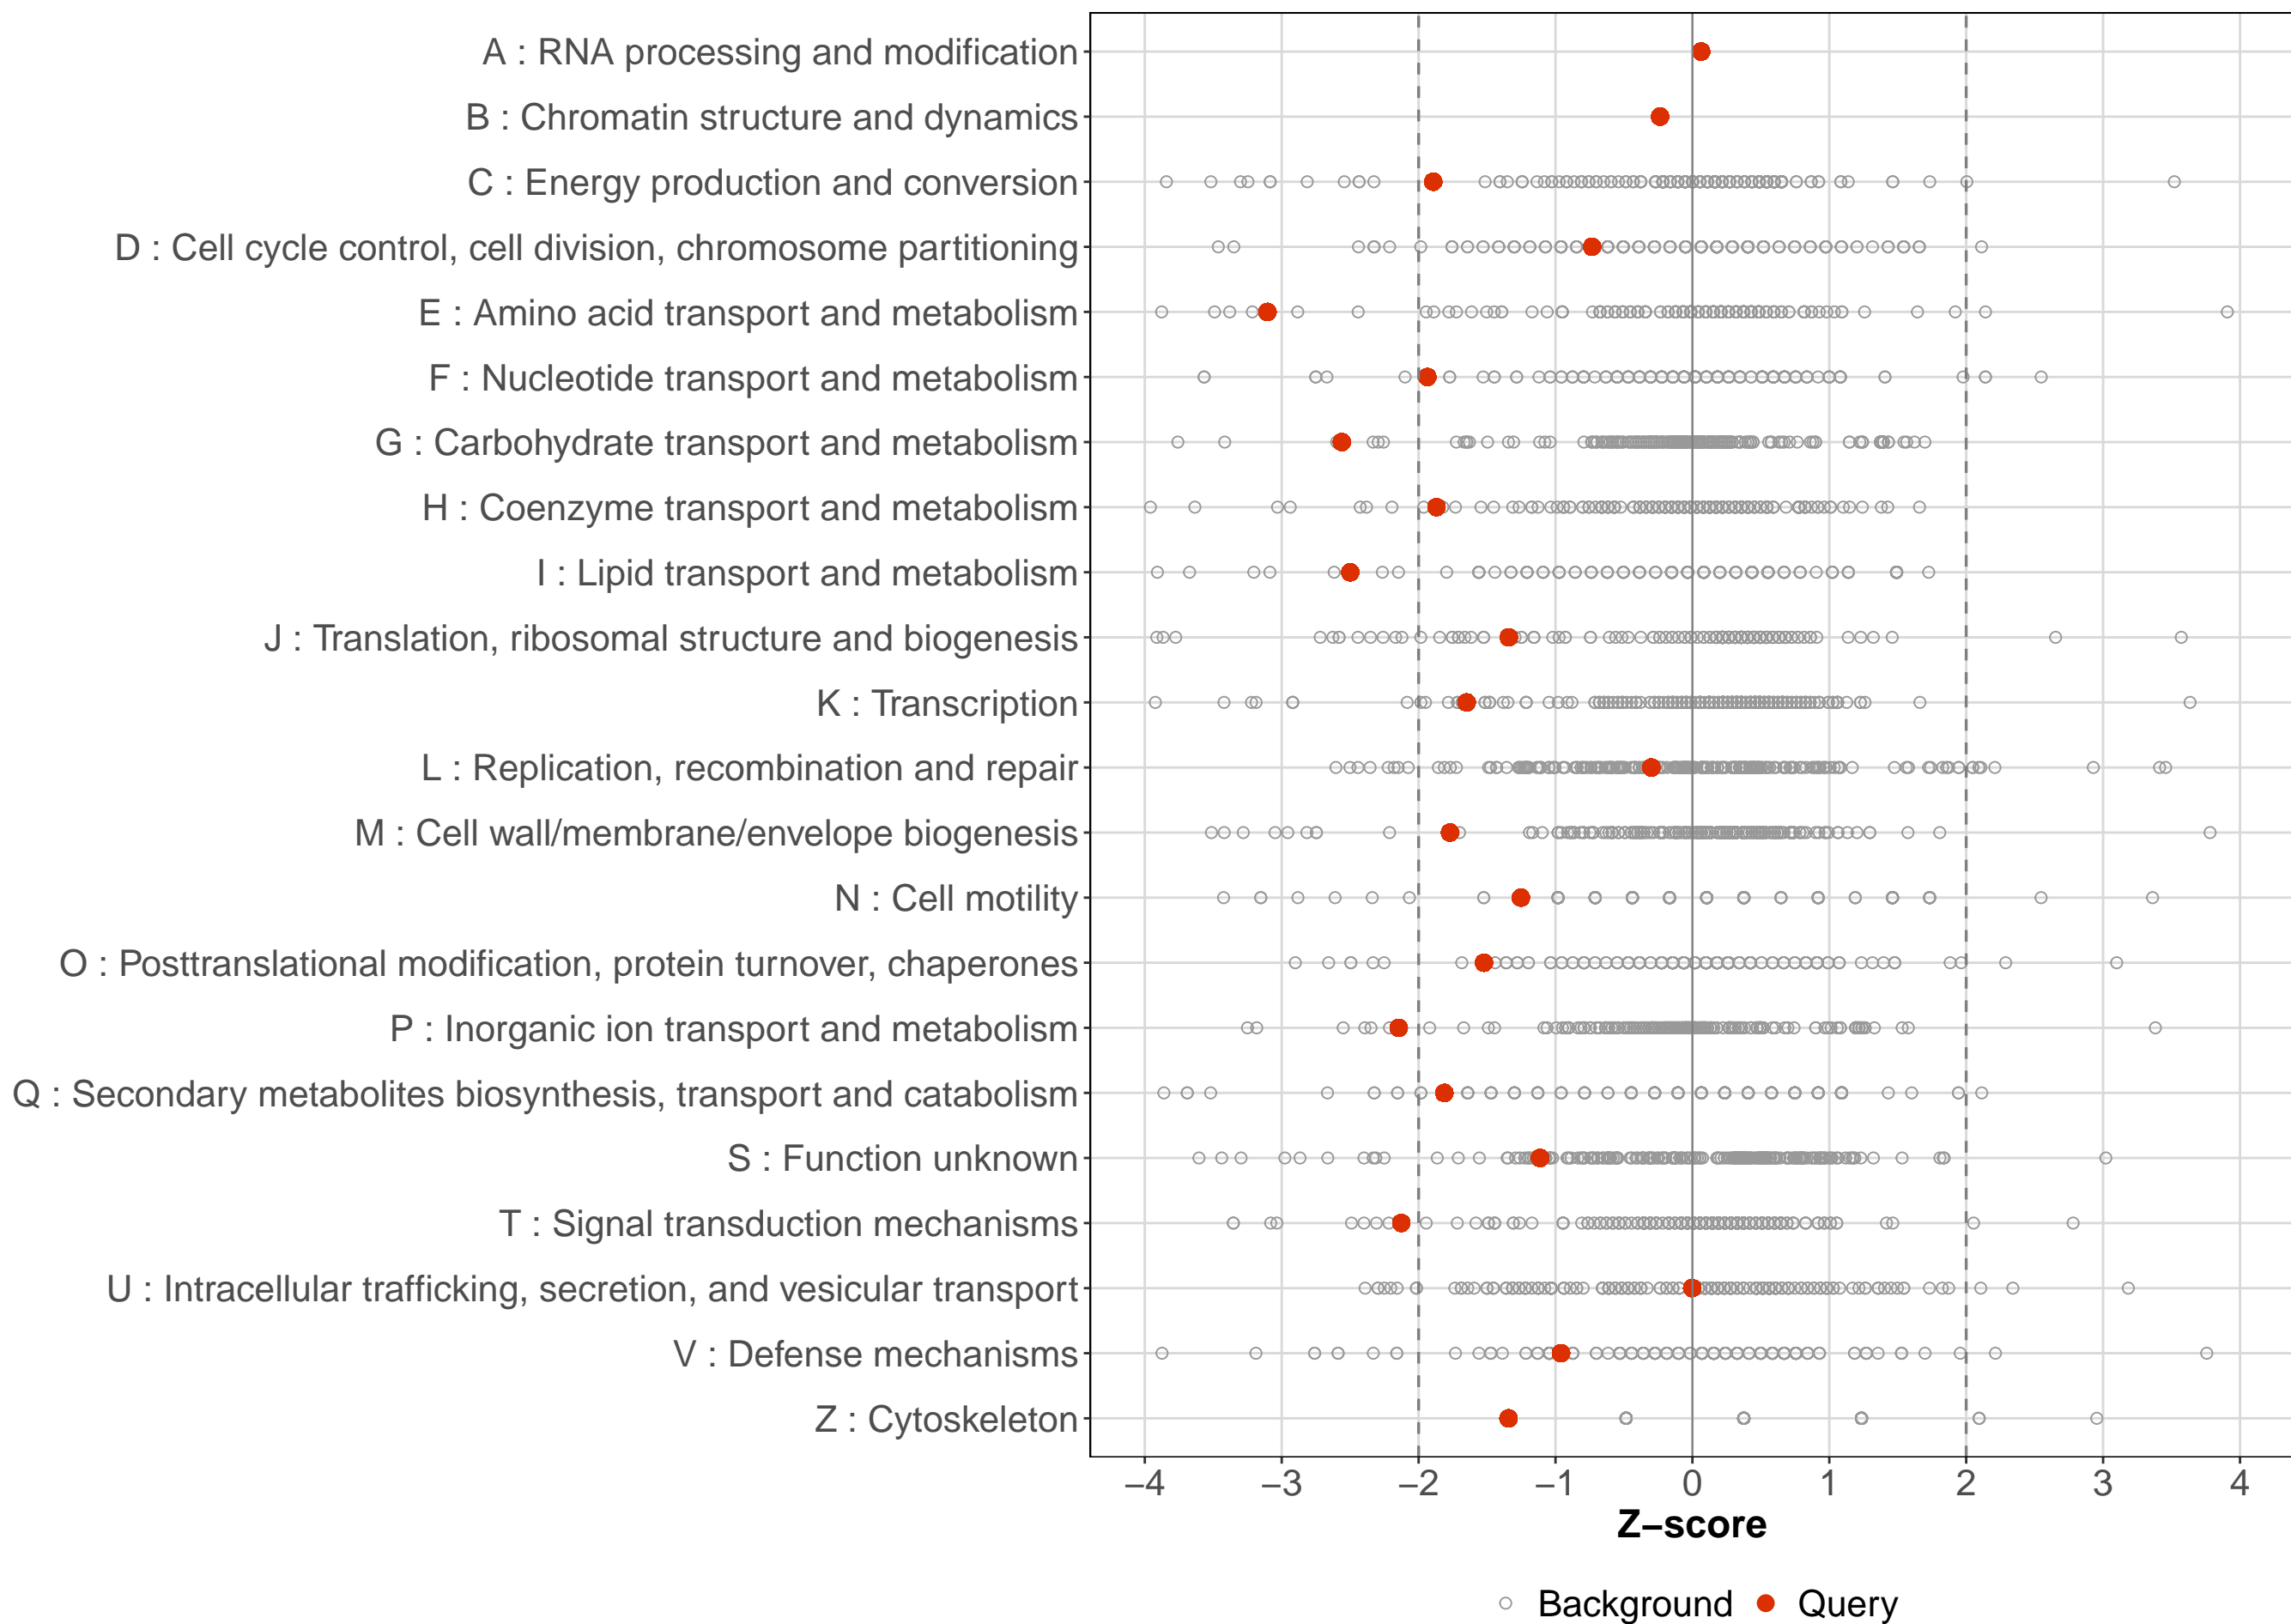 A : RNA processing and modification
B : Chromatin structure and dynamics
C : Energy production and conversion
D : Cell cycle control, cell division, chromosome partitioning
E : Amino acid transport and metabolism
F : Nucleotide transport and metabolism
G : Carbohydrate transport and metabolism
H : Coenzyme transport and metabolism
I : Lipid transport and metabolism
J : Translation, ribosomal structure and biogenesis
K : Transcription
L : Replication, recombination and repair
M : Cell wall/membrane/envelope biogenesis
N : Cell motility
O : Posttranslational modification, protein turnover, chaperones
P : Inorganic ion transport and metabolism
Q : Secondary metabolites biosynthesis, transport and catabolism
S : Function unknown
T : Signal transduction mechanisms
U : Intracellular trafficking, secretion, and vesicular transport
V : Defense mechanisms
Z : Cytoskeleton
−4 −3 −2 −1 0 1 2 3 4
Z−score
Background Query